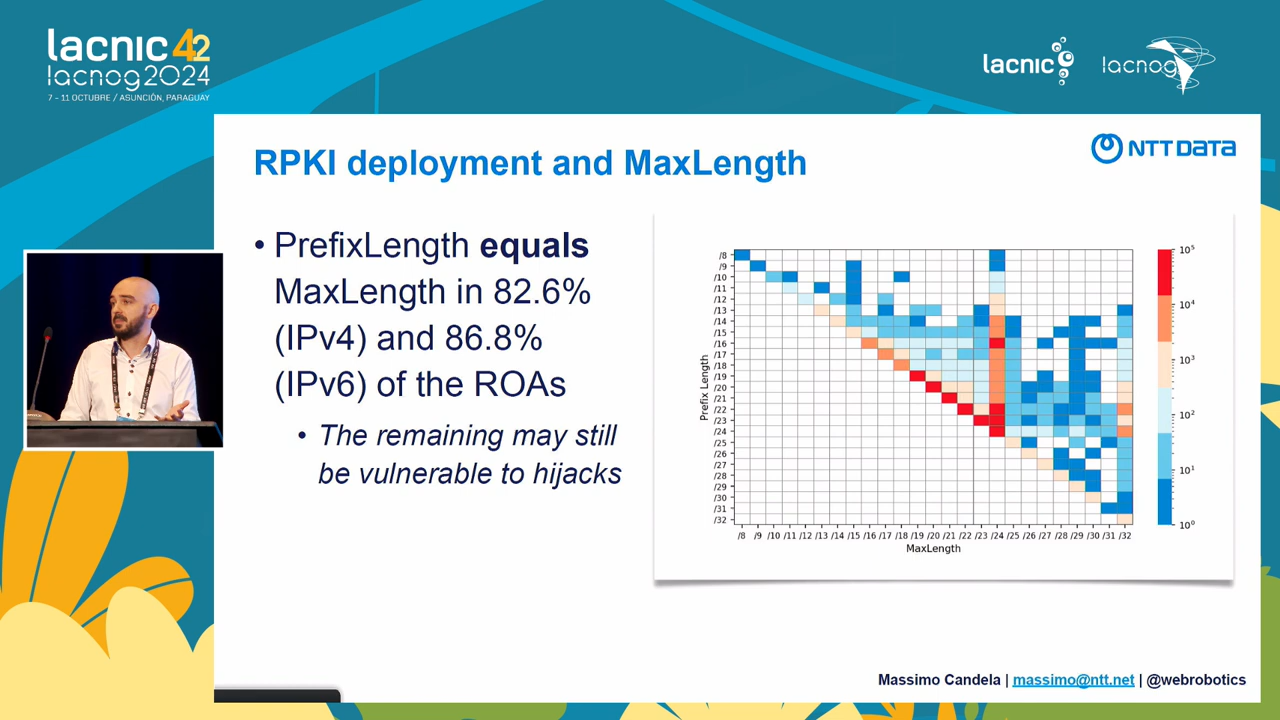 lacnic 42
lacnog 2024
7 - 11 OCTUBRE / ASUNCIÓN, PARAGUAY
lacnic
lacnog
RPKI deployment and MaxLength
NTT DATA
• PrefixLength equals
MaxLength in 82.6%
(IPv4) and 86.8%
(IPv6) of the ROAs
• The remaining may still
be vulnerable to hijacks
Prefix Length
/8
/9
/10
/11
/12
/13
/14
/15
/16
/17
/18
/19
/20
/21
/22
/23
/24
/25
/26
/27
/28
/29
/30
/31
/32
/8 /9 /10 /11 /12 /13 /14 /15 /16 /17 /18 /19 /20 /21 /22 /23 /24 /25 /26 /27 /28 /29 /30 /31 /32
MaxLength
10⁵
10⁴
10³
10²
10¹
10⁰
Massimo Candela | massimo@ntt.net | @webrobotics